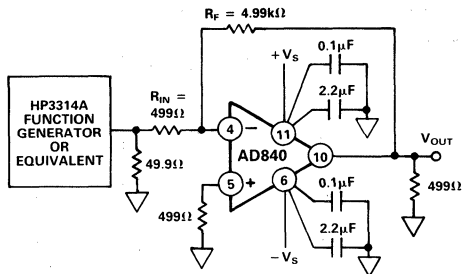 R_F = 4.99kΩ
+V_S
0.1μF
2.2μF
HP3314A
FUNCTION
GENERATOR
OR
EQUIVALENT
R_IN =
499Ω
49.9Ω
4
−
11
AD840
10
5
+
6
499Ω
V_OUT
499Ω
0.1μF
2.2μF
−V_S